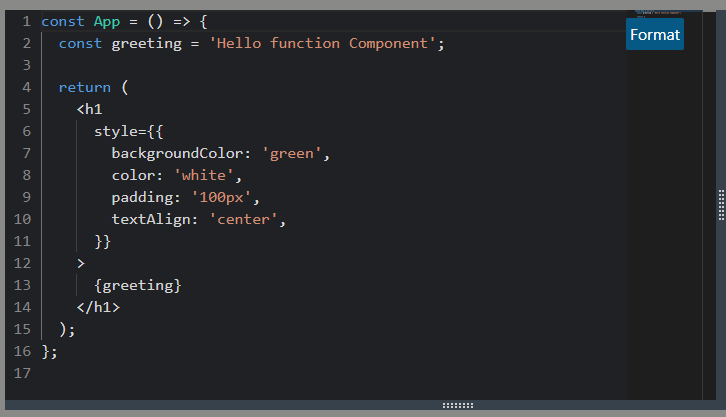 1 const App = () => {
2   const greeting = 'Hello function Component';
3
4   return (
5     <h1
6       style={{
7         backgroundColor: 'green',
8         color: 'white',
9         padding: '100px',
10         textAlign: 'center',
11       }}
12     >
13       {greeting}
14     </h1>
15   );
16 };
17
Format